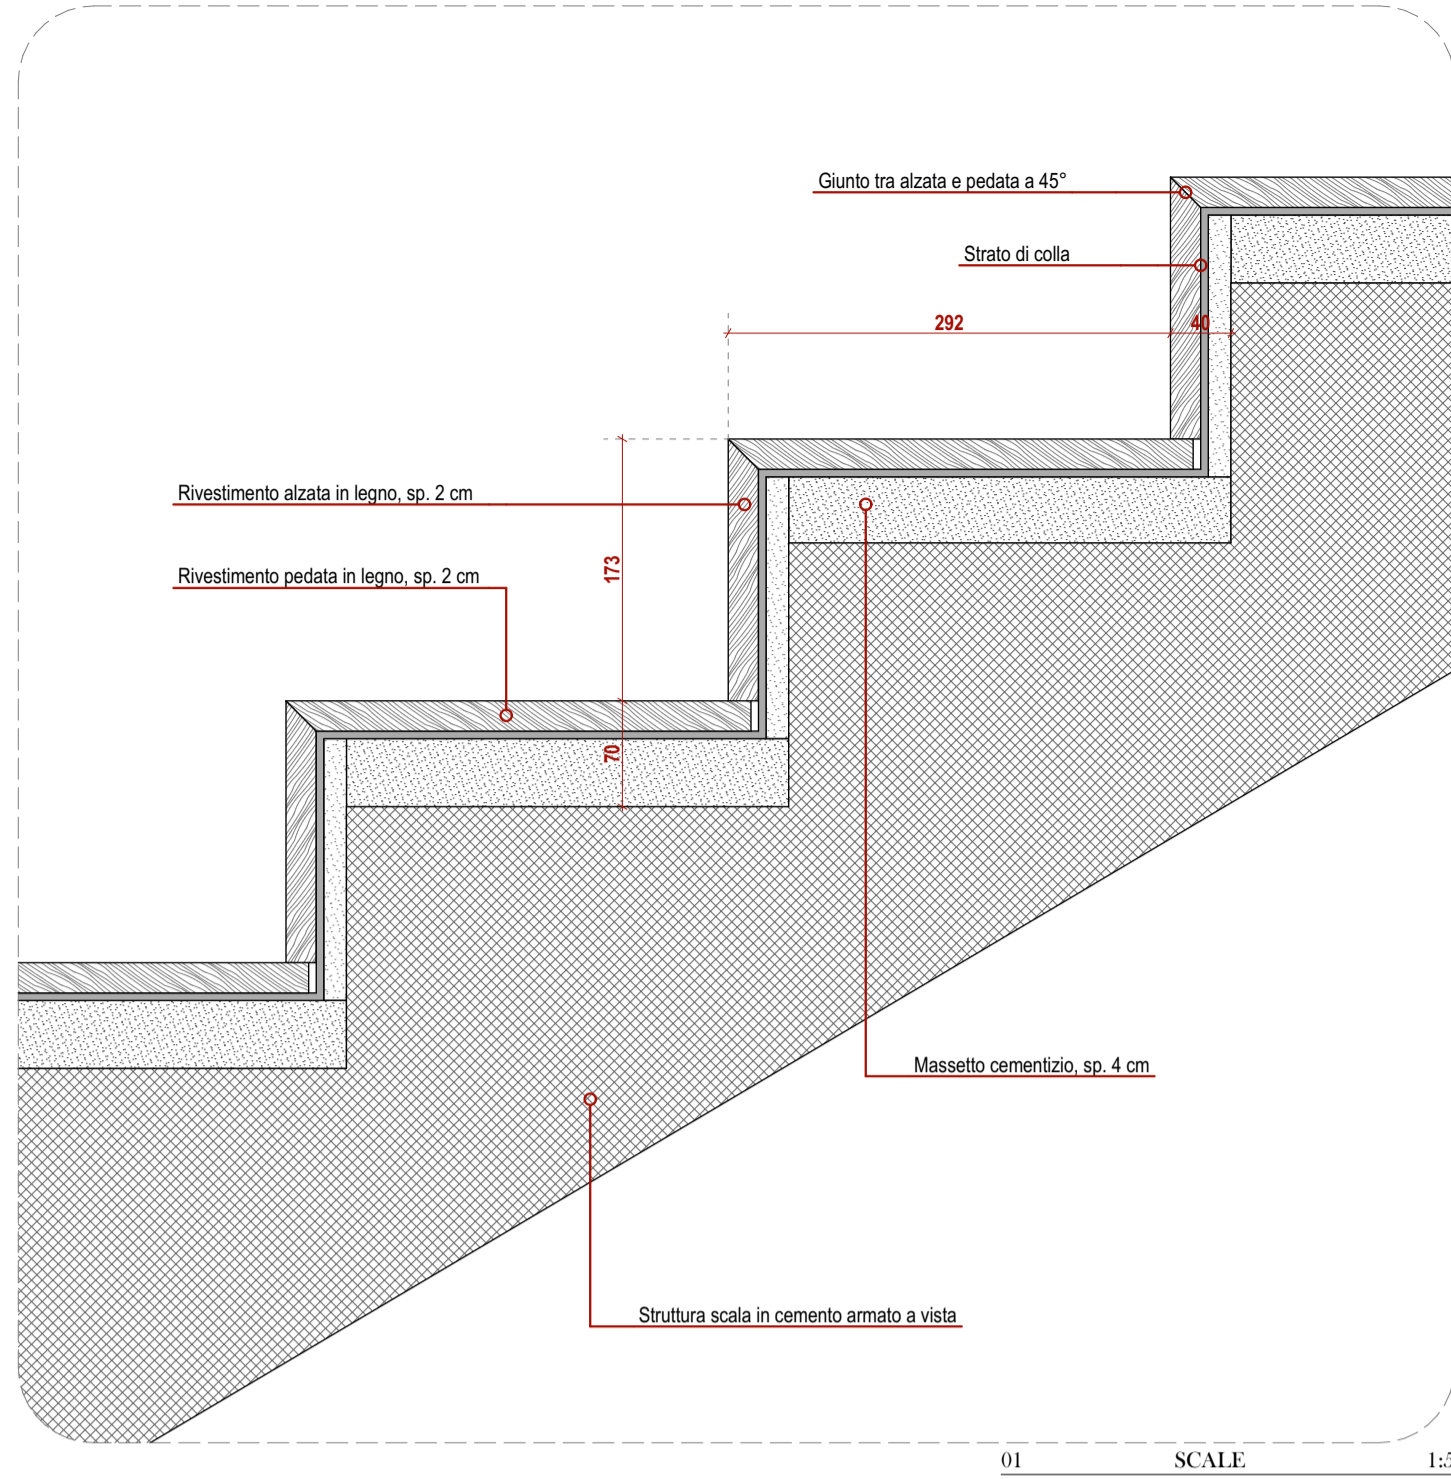 Giunto tra alzata e pedata a 45°
Strato di colla
292
40
Rivestimento alzata in legno, sp. 2 cm
173
Rivestimento pedata in legno, sp. 2 cm
70
Massetto cementizio, sp. 4 cm
Struttura scala in cemento armato a vista
01 SCALE 1:5